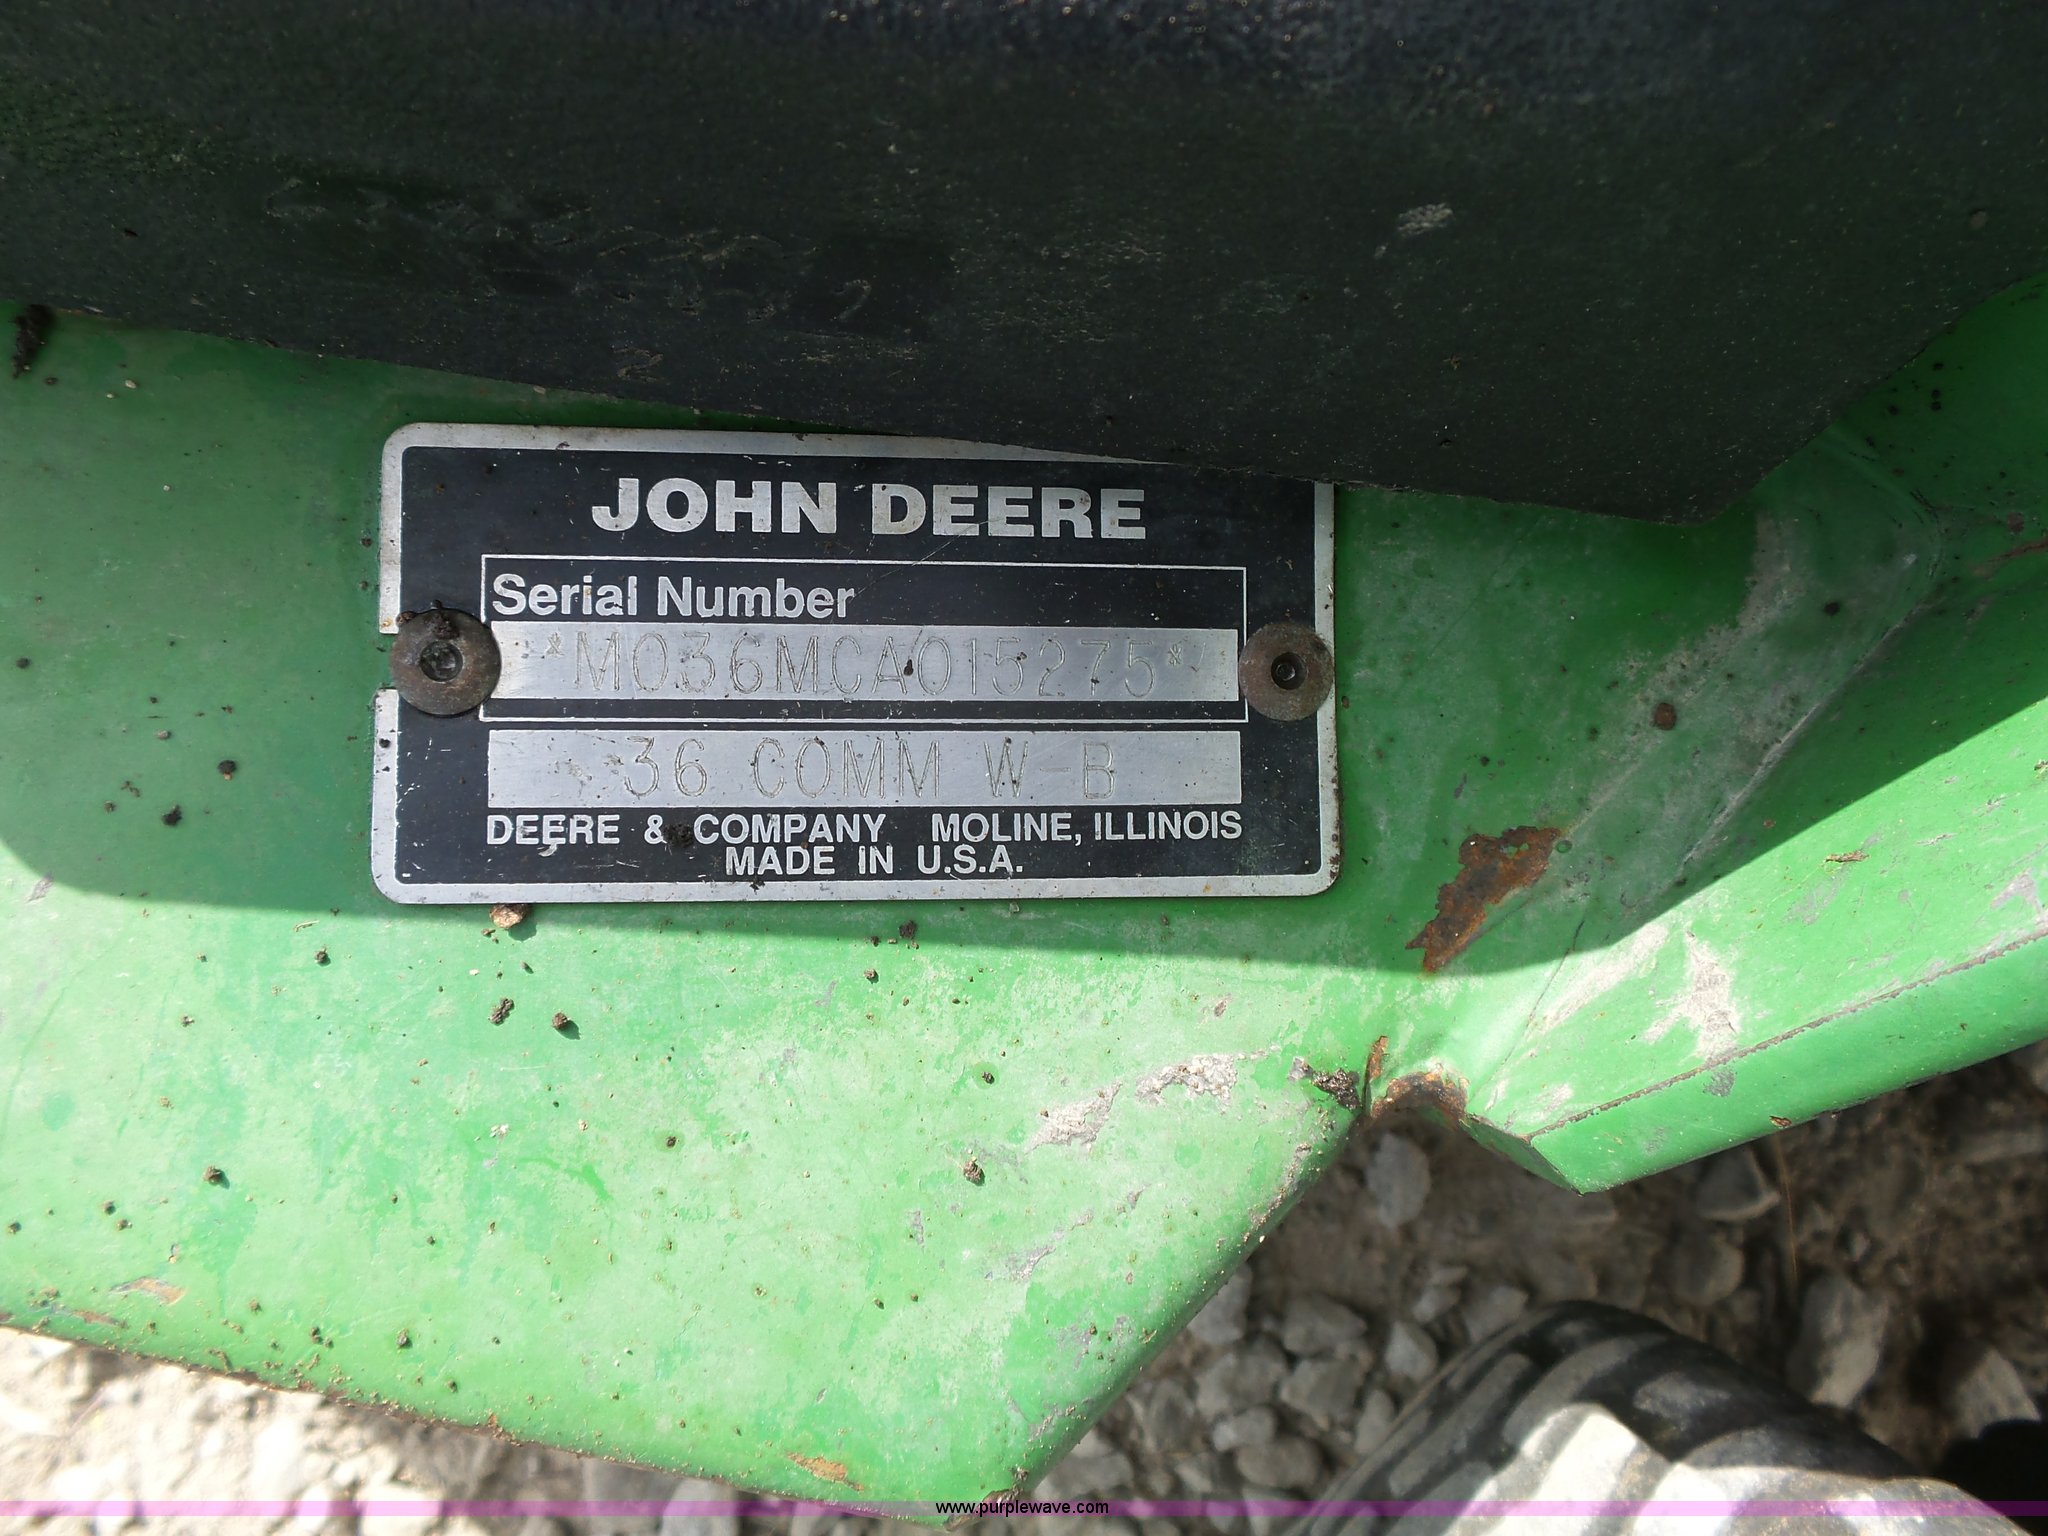 JOHN DEERE
Serial Number
*M036MCA015275*
36 COMM W-B
DEERE & COMPANY MOLINE, ILLINOIS
MADE IN U.S.A.
www.purplewave.com